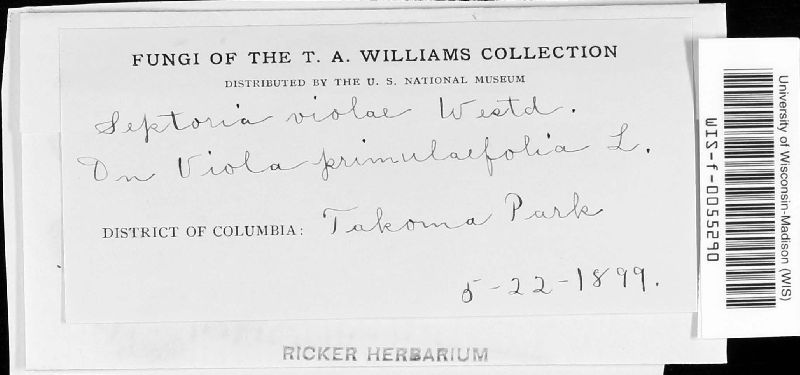 FUNGI OF THE T. A. WILLIAMS COLLECTION
DISTRIBUTED BY THE U. S. NATIONAL MUSEUM
Septoria violae Westd.
On Viola primulaefolia L.
DISTRICT OF COLUMBIA: Takoma Park
5-22-1899.
RICKER HERBARIUM
University of Wisconsin-Madison (WIS)
WIS-f-0055290